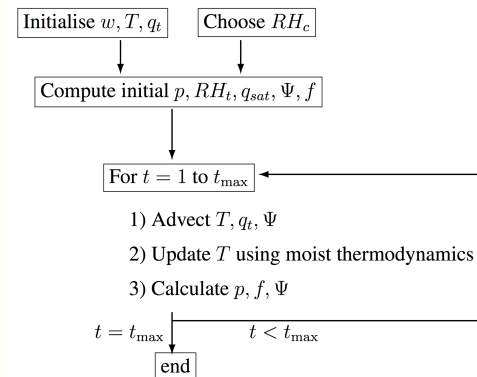 Initialise w, T, q_t
Choose RH_c
Compute initial p, RH_t, q_sat, Ψ, f
For t = 1 to t_max
1) Advect T, q_t, Ψ
2) Update T using moist thermodynamics
3) Calculate p, f, Ψ
t = t_max
t < t_max
end